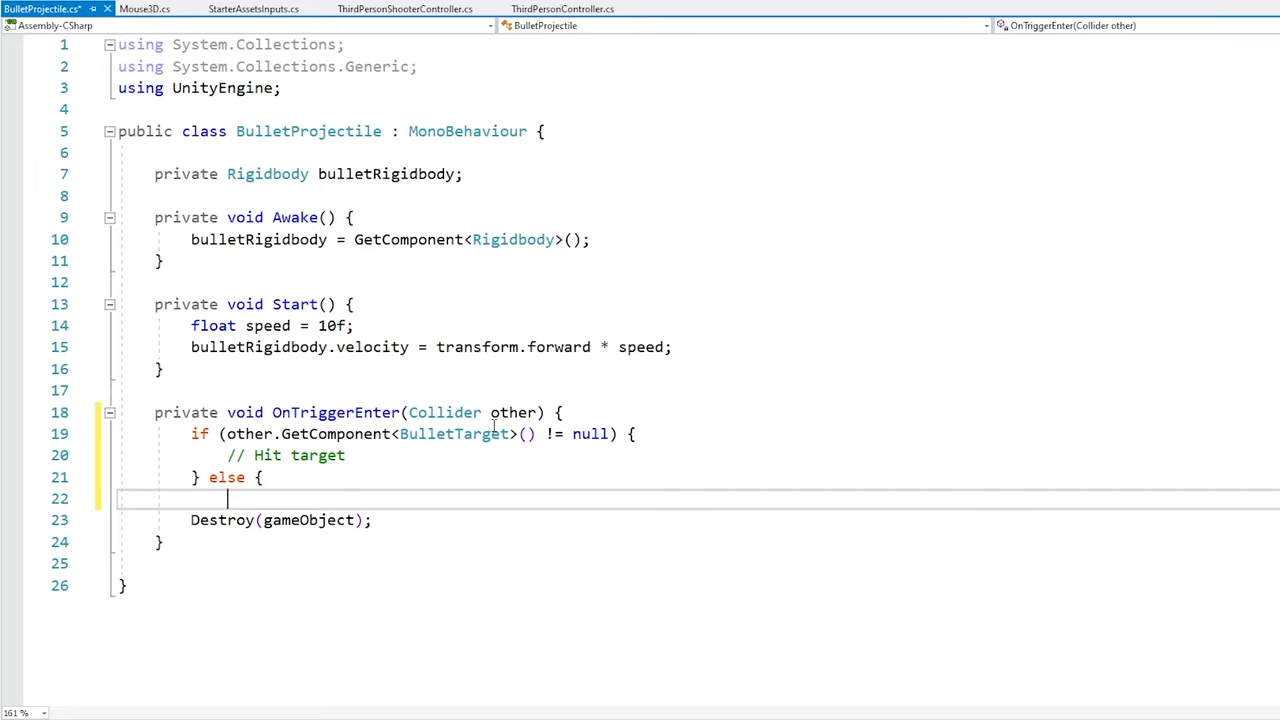 BulletProjectile.cs* Mouse3D.cs StarterAssetsInputs.cs ThirdPersonShooterController.cs ThirdPersonController.cs
Assembly-CSharp BulletProjectile OnTriggerEnter(Collider other)
1 using System.Collections;
2 using System.Collections.Generic;
3 using UnityEngine;
4
5 public class BulletProjectile : MonoBehaviour {
6
7 private Rigidbody bulletRigidbody;
8
9 private void Awake() {
10 bulletRigidbody = GetComponent<Rigidbody>();
11 }
12
13 private void Start() {
14 float speed = 10f;
15 bulletRigidbody.velocity = transform.forward * speed;
16 }
17
18 private void OnTriggerEnter(Collider other) {
19 if (other.GetComponent<BulletTarget>() != null) {
20 // Hit target
21 } else {
22
23 Destroy(gameObject);
24 }
25
26 }
161 %